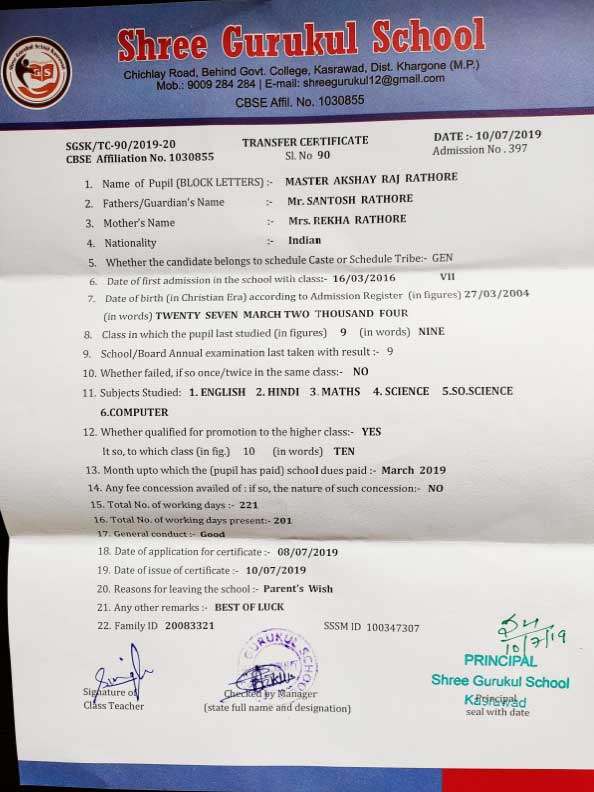 Shree Gurukul School
Chichlay Road, Behind Govt. College, Kasrawad, Dist. Khargone (M.P.)
Mob.: 9009 284 284 | E-mail: shreegurukul12@gmail.com
CBSE Affil. No. 1030855
SGSK/TC-90/2019-20 TRANSFER CERTIFICATE DATE :- 10/07/2019
CBSE Affiliation No. 1030855 Sl. No 90 Admission No . 397
1. Name of Pupil (BLOCK LETTERS) :- MASTER AKSHAY RAJ RATHORE
2. Fathers/Guardian's Name :- Mr. SANTOSH RATHORE
3. Mother's Name :- Mrs. REKHA RATHORE
4. Nationality :- Indian
5. Whether the candidate belongs to schedule Caste or Schedule Tribe:- GEN
6. Date of first admission in the school with class:- 16/03/2016 VII
7. Date of birth (in Christian Era) according to Admission Register (in figures) 27/03/2004
(in words) TWENTY SEVEN MARCH TWO THOUSAND FOUR
8. Class in which the pupil last studied (in figures) 9 (in words) NINE
9. School/Board Annual examination last taken with result :- 9
10. Whether failed, if so once/twice in the same class:- NO
11. Subjects Studied: 1. ENGLISH 2. HINDI 3. MATHS 4. SCIENCE 5.SO.SCIENCE
6.COMPUTER
12. Whether qualified for promotion to the higher class:- YES
It so, to which class (in fig.) 10 (in words) TEN
13. Month upto which the (pupil has paid) school dues paid :- March 2019
14. Any fee concession availed of : if so, the nature of such concession:- NO
15. Total No. of working days :- 221
16. Total No. of working days present:- 201
17. General conduct :- Good
18. Date of application for certificate :- 08/07/2019
19. Date of issue of certificate :- 10/07/2019
20. Reasons for leaving the school :- Parent's Wish
21. Any other remarks :- BEST OF LUCK
22. Family ID 20083321 SSSM ID 100347307
10/7/19
PRINCIPAL
Shree Gurukul School
Kasrawad
GURUKUL SCHOOL
Singh
Signature of Checked by Manager Principal
Class Teacher (state full name and designation) seal with date